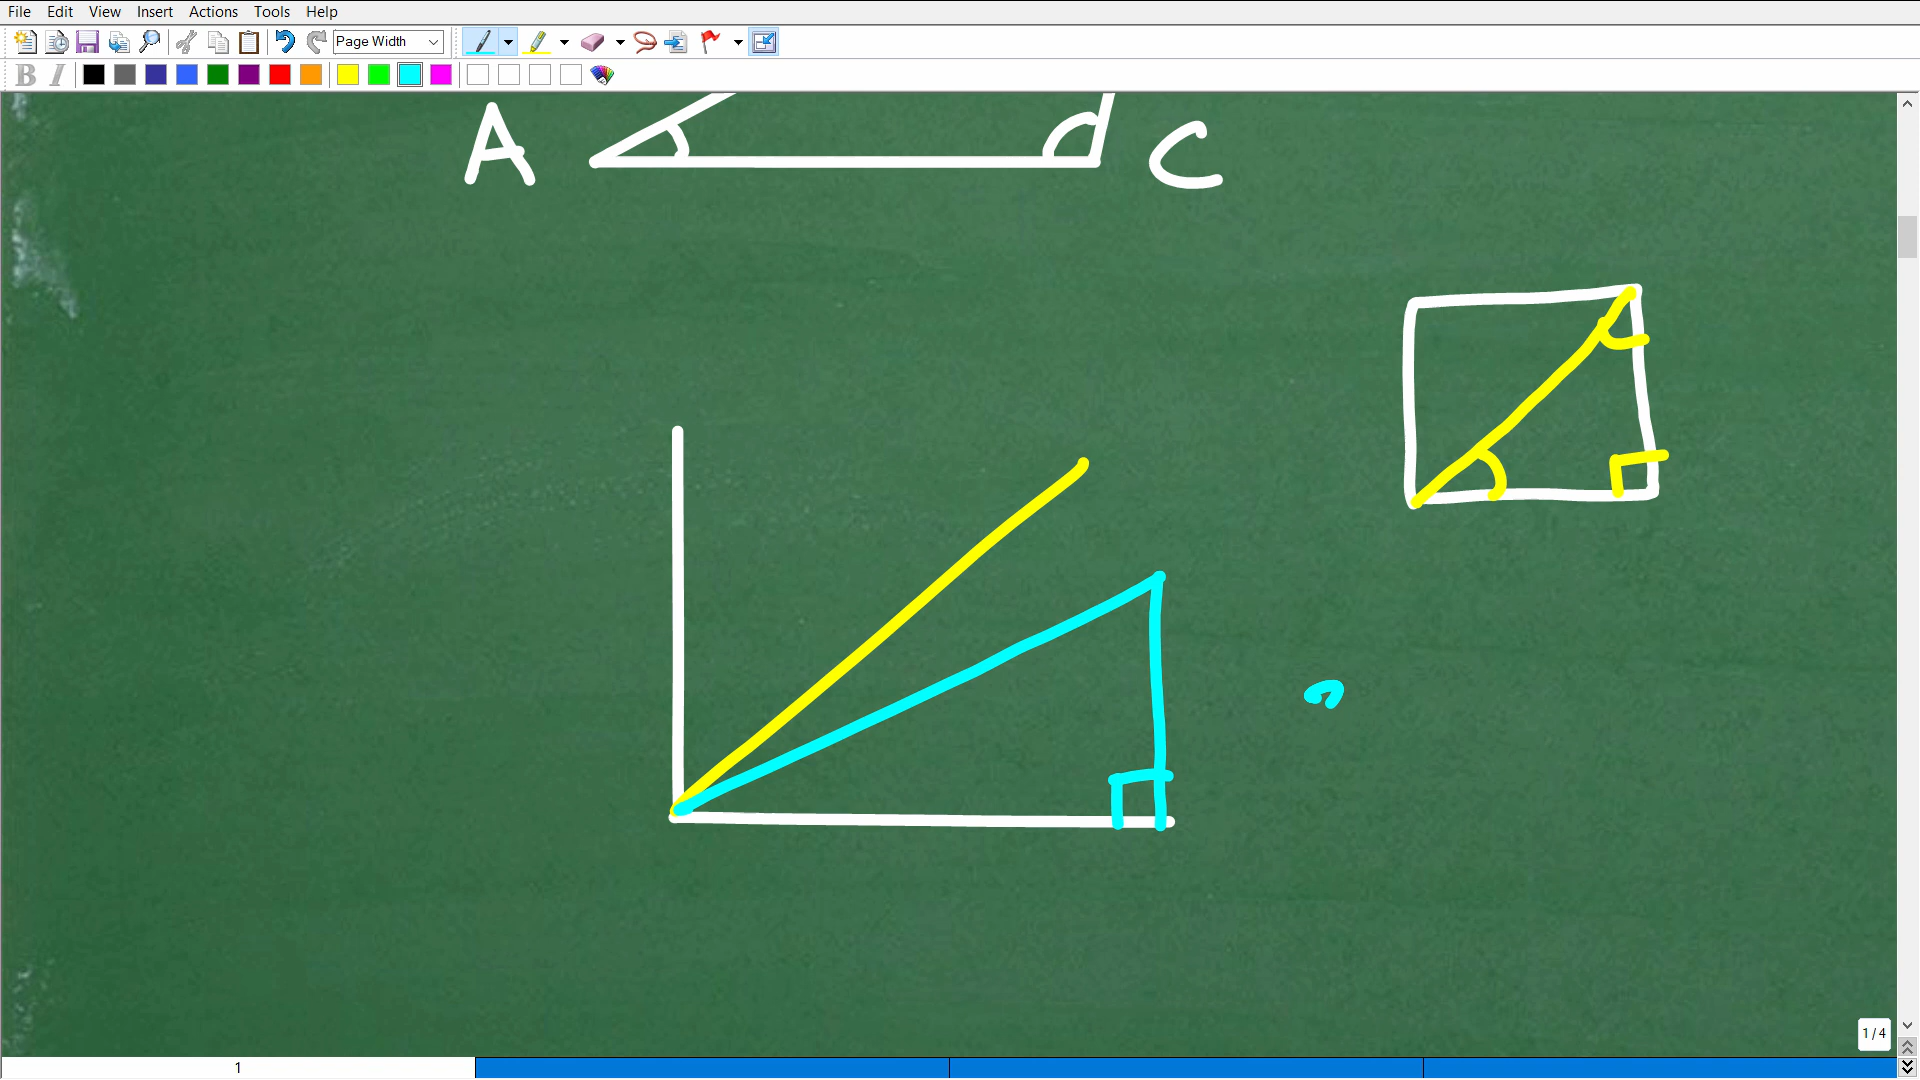 File Edit View Insert Actions Tools Help
Page Width
B I
A C
1 / 4
1